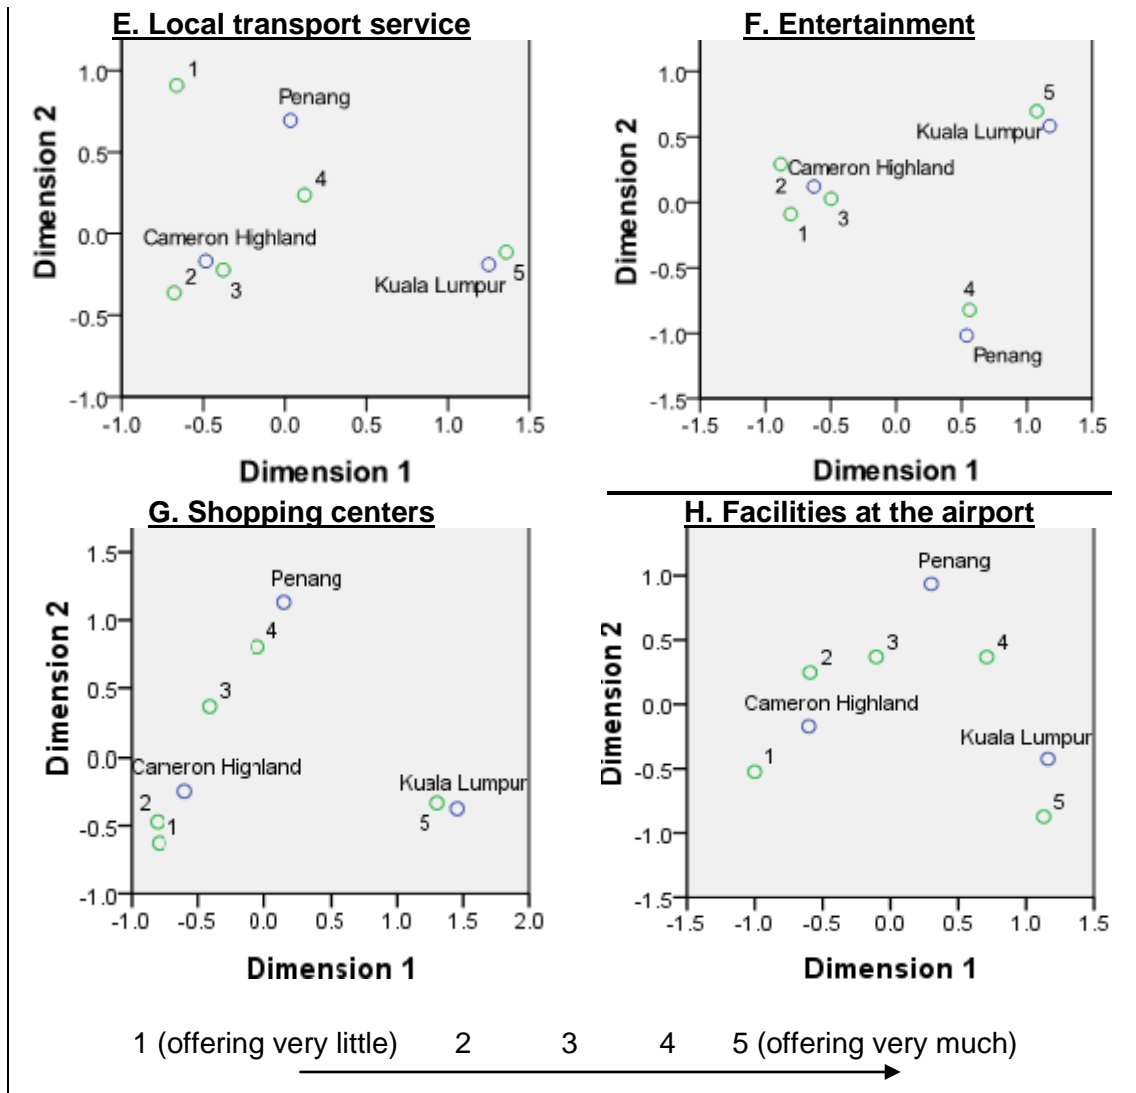 E. Local transport service
1.0
0.5
0.0
-0.5
-1.0
Dimension 2
1
Penang
4
Cameron Highland
2
3
Kuala Lumpur
5
-1.0 -0.5 0.0 0.5 1.0 1.5
Dimension 1
F. Entertainment
1.0
0.5
0.0
-0.5
-1.0
-1.5
Dimension 2
5
Kuala Lumpur
Cameron Highland
2
1
3
4
Penang
-1.5 -1.0 -0.5 0.0 0.5 1.0 1.5
Dimension 1
G. Shopping centers
1.5
1.0
0.5
0.0
-0.5
-1.0
Dimension 2
Penang
4
3
Caneron Highland
2
1
Kuala Lumpur
5
-1.0 -0.5 0.0 0.5 1.0 1.5 2.0
Dimension 1
H. Facilities at the airport
1.0
0.5
0.0
-0.5
-1.0
-1.5
Dimension 2
Penang
2
3
4
Cameron Highland
Kuala Lumpur
1
5
-1.5 -1.0 -0.5 0.0 0.5 1.0 1.5
Dimension 1
1 (offering very little) 2 3 4 5 (offering very much)